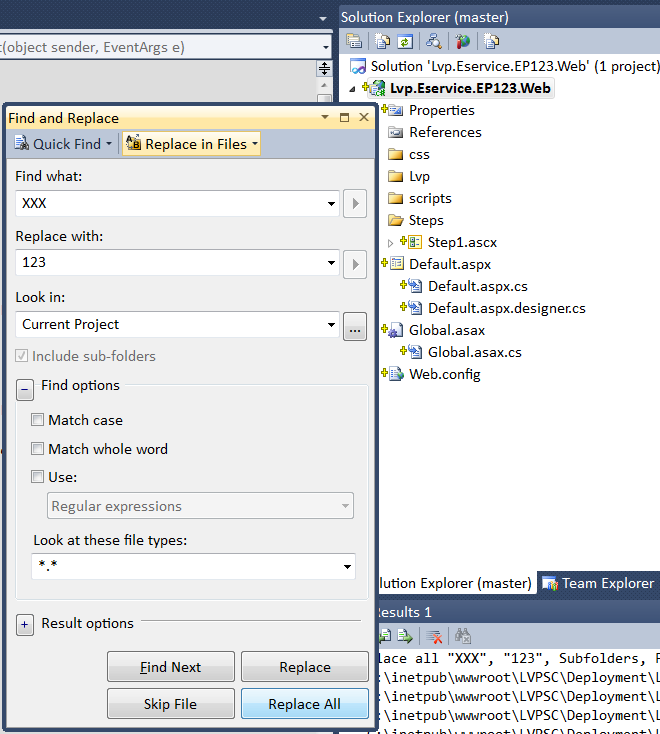 t(object sender, EventArgs e)
Solution Explorer (master)
Solution 'Lvp.Eservice.EP123.Web' (1 project)
Lvp.Eservice.EP123.Web
Properties
References
css
Lvp
scripts
Steps
Step1.ascx
Default.aspx
Default.aspx.cs
Default.aspx.designer.cs
Global.asax
Global.asax.cs
Web.config
Find and Replace
Quick Find
Replace in Files
Find what:
XXX
Replace with:
123
Look in:
Current Project
...
Include sub-folders
Find options
Match case
Match whole word
Use:
Regular expressions
Look at these file types:
*.*
Result options
Find Next
Replace
Skip File
Replace All
lution Explorer (master)
Team Explorer
esults 1
lace all "XXX", "123", Subfolders, F
:\inetpub\wwwroot\LVPSC\Deployment\L
:\inetpub\wwwroot\LVPSC\Deployment\L
:\inetpub\wwwroot\LVPSC\Deployment\L
:\inetpub\wwwroot\LVPSC\Deployment\L